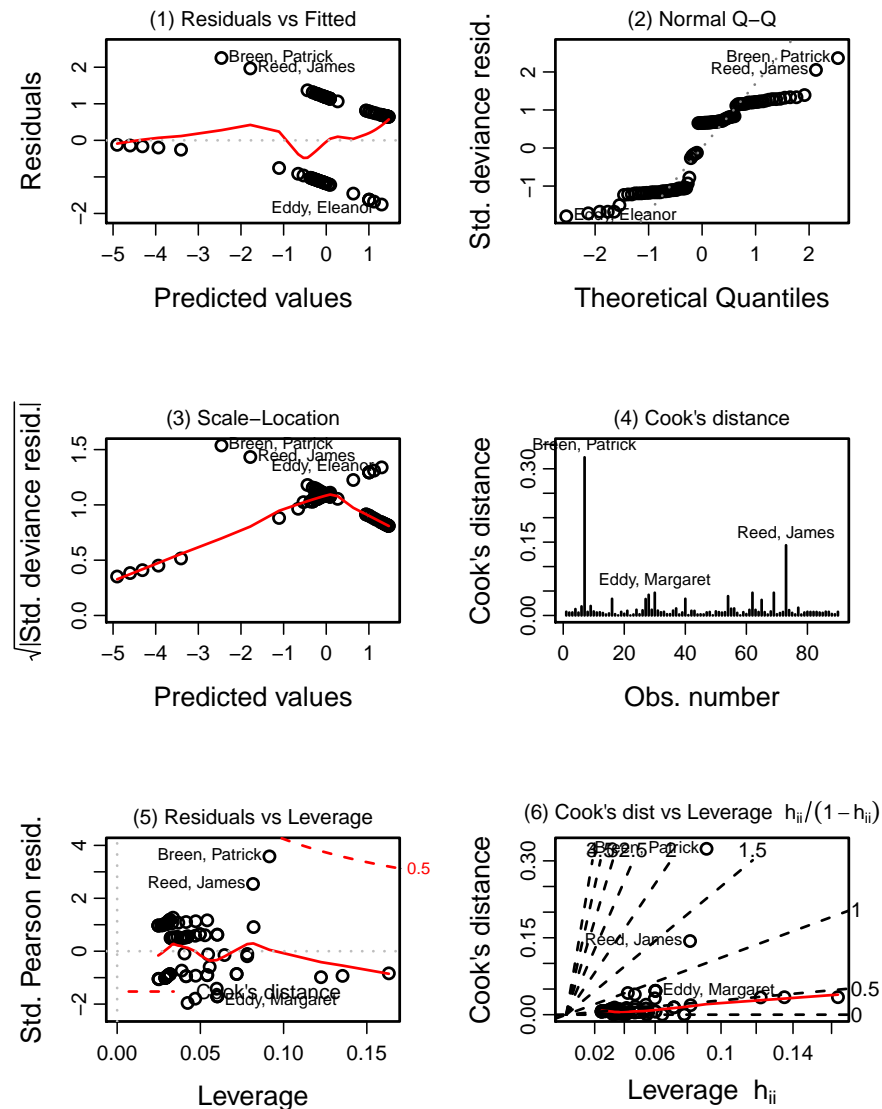 (1) Residuals vs Fitted
Residuals
2
1
0
−2
Breen, Patrick
Reed, James
Eddy, Eleanor
−5 −4 −3 −2 −1 0 1
Predicted values
(2) Normal Q−Q
Std. deviance resid.
2
1
0
−1
Breen, Patrick
Reed, James
Eddy, Eleanor
−2 −1 0 1 2
Theoretical Quantiles
(3) Scale−Location
√|Std. deviance resid.|
1.5
1.0
0.5
0.0
Breen, Patrick
Reed, James
Eddy, Eleanor
−5 −4 −3 −2 −1 0 1
Predicted values
(4) Cook's distance
Cook's distance
0.30
0.15
0.00
Breen, Patrick
Reed, James
Eddy, Margaret
0 20 40 60 80
Obs. number
(5) Residuals vs Leverage
Std. Pearson resid.
4
2
0
−2
Breen, Patrick
Reed, James
0.5
Cook's distance
Eddy, Margaret
0.00 0.05 0.10 0.15
Leverage
(6) Cook's dist vs Leverage hii/(1−hii)
Cook's distance
0.30
0.15
0.00
2.5 2 1.5
Breen, Patrick
1
Reed, James
Eddy, Margaret
0.5
0
0.02 0.06 0.1 0.14
Leverage hii